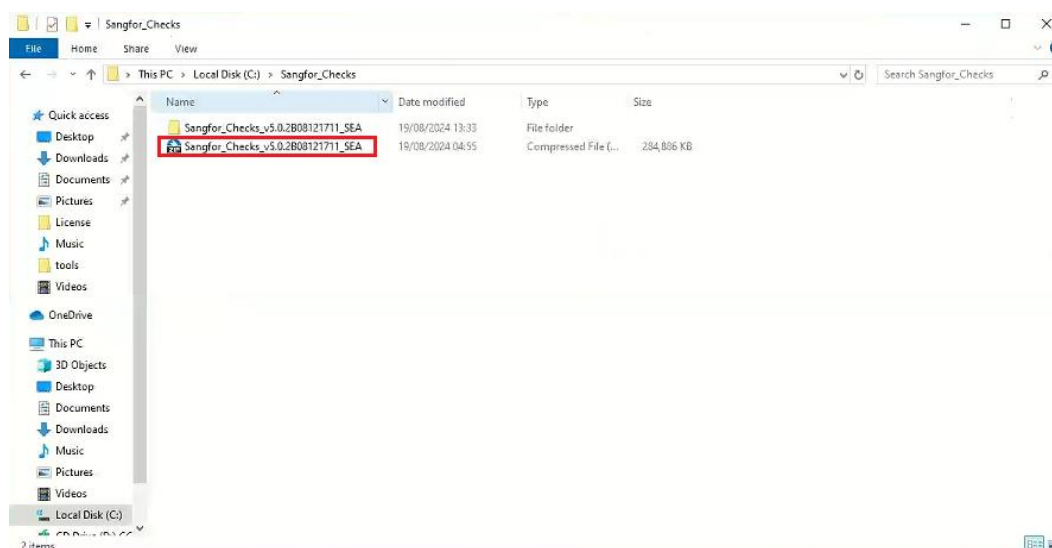 Sangfor_Checks
File Home Share View
This PC > Local Disk (C:) > Sangfor_Checks
Search Sangfor_Checks
Name Date modified Type Size
Sangfor_Checks_v5.0.2B08121711_SEA 19/08/2024 13:33 File folder
Sangfor_Checks_v5.0.2B08121711_SEA 19/08/2024 04:55 Compressed File (... 284,886 KB
Quick access
Desktop
Downloads
Documents
Pictures
License
Music
tools
Videos
OneDrive
This PC
3D Objects
Desktop
Documents
Downloads
Music
Pictures
Videos
Local Disk (C:)
2 items